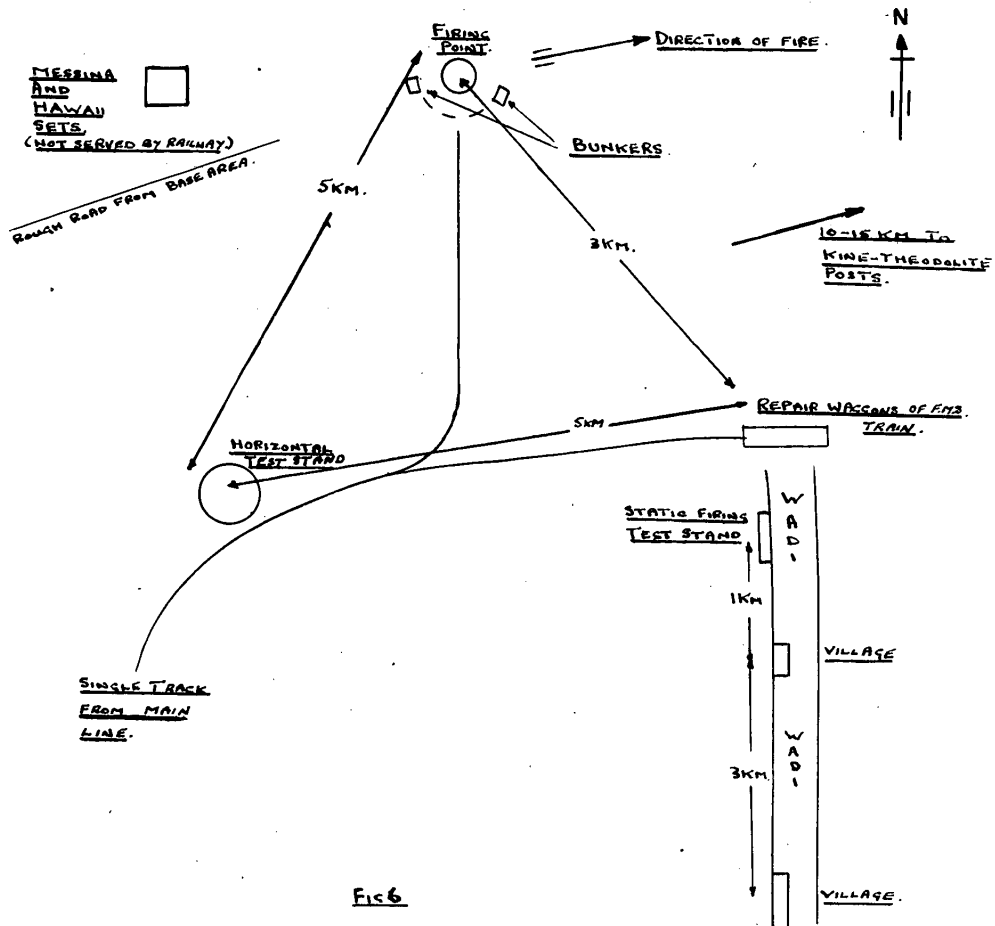 FIRING
POINT.
DIRECTION OF FIRE.
N
MESSINA
AND
HAWAII
SETS.
(NOT SERVED BY RAILWAY.)
BUNKERS.
ROUGH ROAD FROM BASE AREA.
5KM.
3KM.
10-15 KM TO
KINE-THEODOLITE
POSTS.
REPAIR WAGGONS OF F.M.S.
TRAIN.
5KM
HORIZONTAL
TEST STAND
STATIC FIRING
TEST STAND
WADI
1KM
VILLAGE
SINGLE TRACK
FROM MAIN
LINE.
WADI
3KM
FIG 6
VILLAGE.